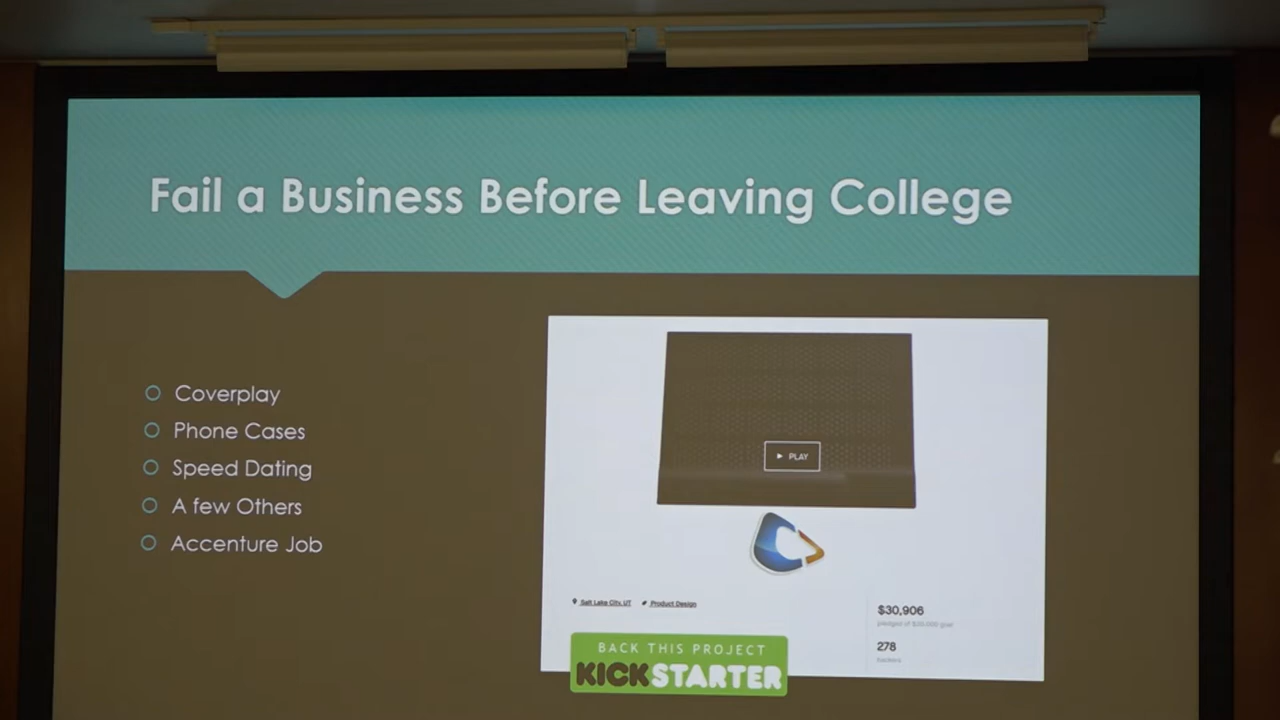 Fail a Business Before Leaving College
Coverplay
Phone Cases
Speed Dating
A few Others
Accenture Job
PLAY
Salt Lake City, UT
Product Design
$30,906
pledged of $20,000 goal
278
backers
BACK THIS PROJECT
KICKSTARTER